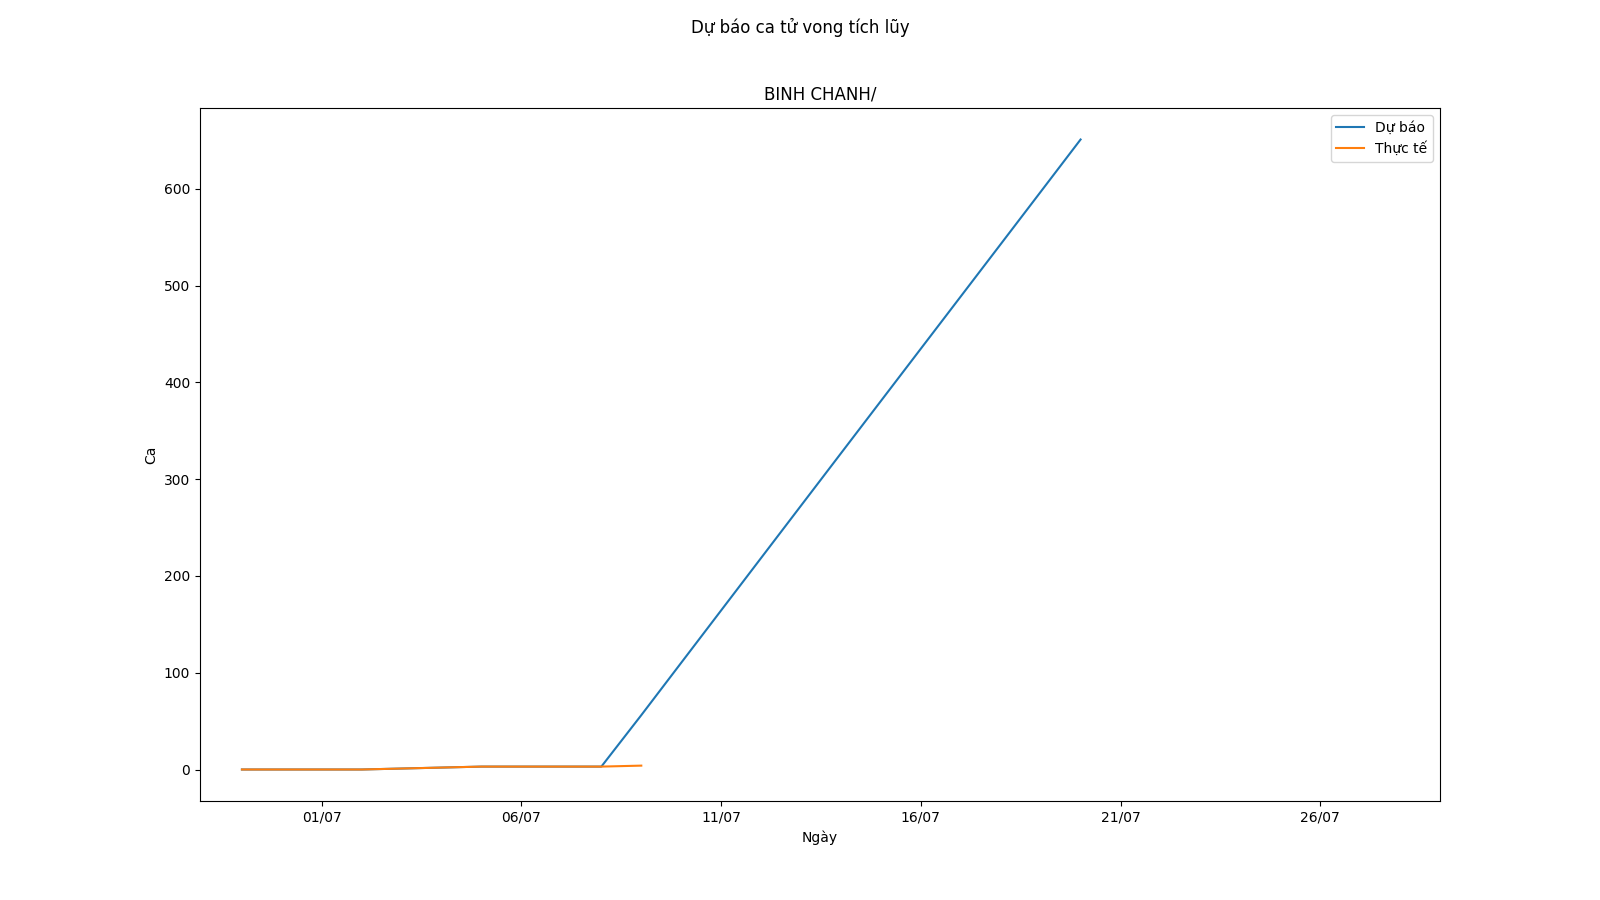 Dự báo ca tử vong tích lũy
BINH CHANH/
Dự báo
Thực tế
600
500
400
300
200
100
0
Ca
01/07
06/07
11/07
16/07
21/07
26/07
Ngày